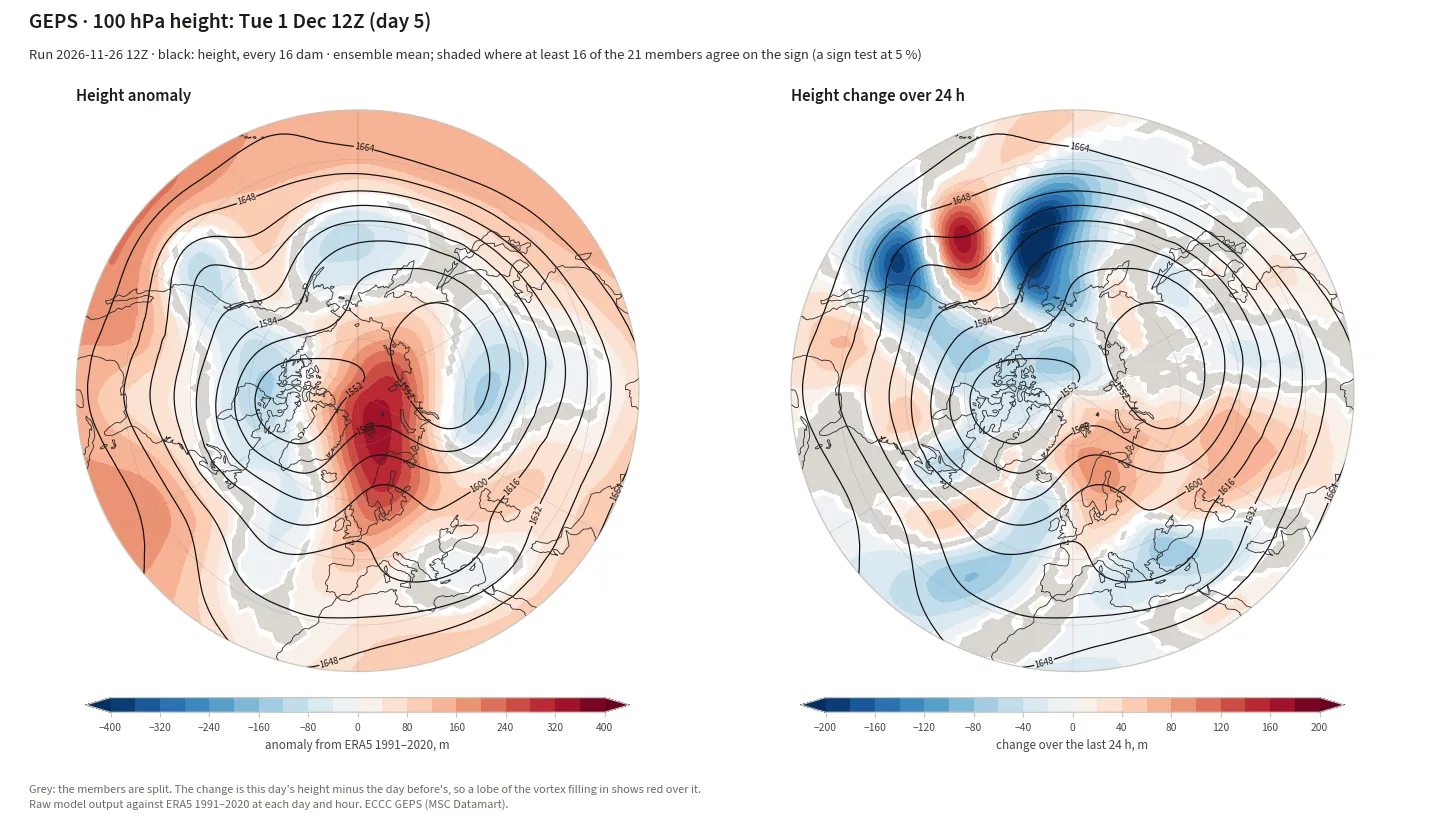 GEPS · 100 hPa height: Tue 1 Dec 12Z (day 5)
Run 2026-11-26 12Z · black: height, every 16 dam · ensemble mean; shaded where at least 16 of the 21 members agree on the sign (a sign test at 5 %)
Height anomaly
Height change over 24 h
1664
1648
1584
1552
1600
1616
1632
1664
1648
1664
1648
1584
1552
1600
1616
1632
1664
1648
−400 −320 −240 −160 −80 0 80 160 240 320 400
anomaly from ERA5 1991–2020, m
−200 −160 −120 −80 −40 0 40 80 120 160 200
change over the last 24 h, m
Grey: the members are split. The change is this day's height minus the day before's, so a lobe of the vortex filling in shows red over it.
Raw model output against ERA5 1991–2020 at each day and hour. ECCC GEPS (MSC Datamart).